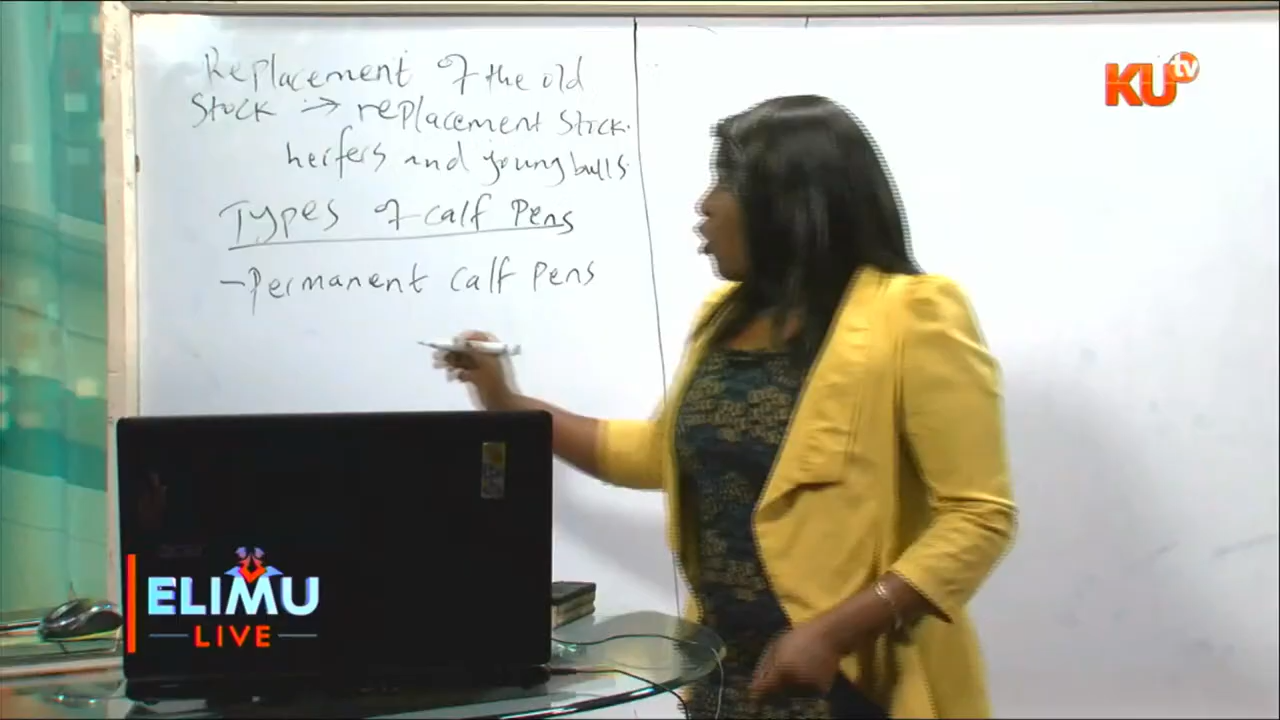 Replacement of the old
Stock → replacement Stock.
heifers and young bulls.
Types of calf Pens
- Permanent calf Pens
KU tv
ELIMU
LIVE